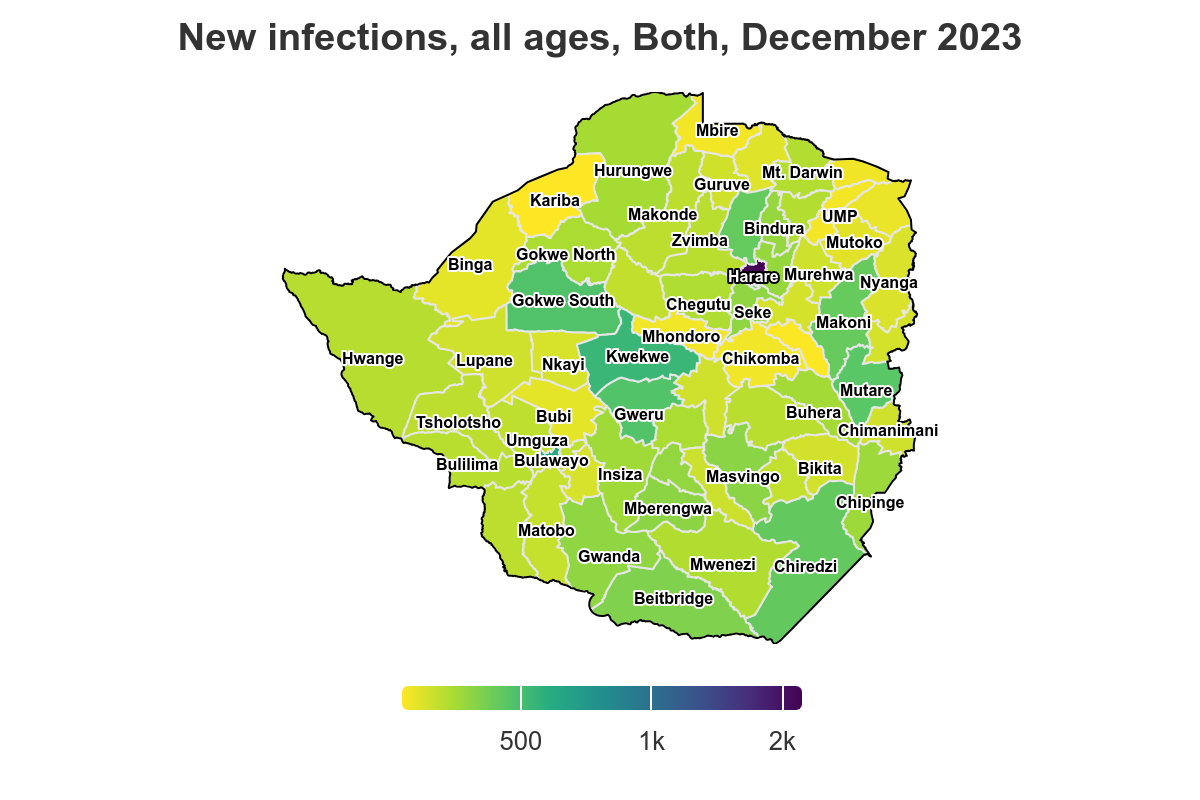 New infections, all ages, Both, December 2023
Mbire
Hurungwe
Mt. Darwin
Guruve
Kariba
Makonde
UMP
Bindura
Zvimba
Mutoko
Gokwe North
Binga
Harare
Murehwa
Nyanga
Gokwe South
Chegutu
Seke
Makoni
Mhondoro
Hwange
Lupane
Nkayi
Kwekwe
Chikomba
Mutare
Bubi
Gweru
Buhera
Tsholotsho
Chimanimani
Umguza
Bulilima
Bulawayo
Insiza
Masvingo
Bikita
Chipinge
Mberengwa
Matobo
Gwanda
Mwenezi
Chiredzi
Beitbridge
500 1k 2k